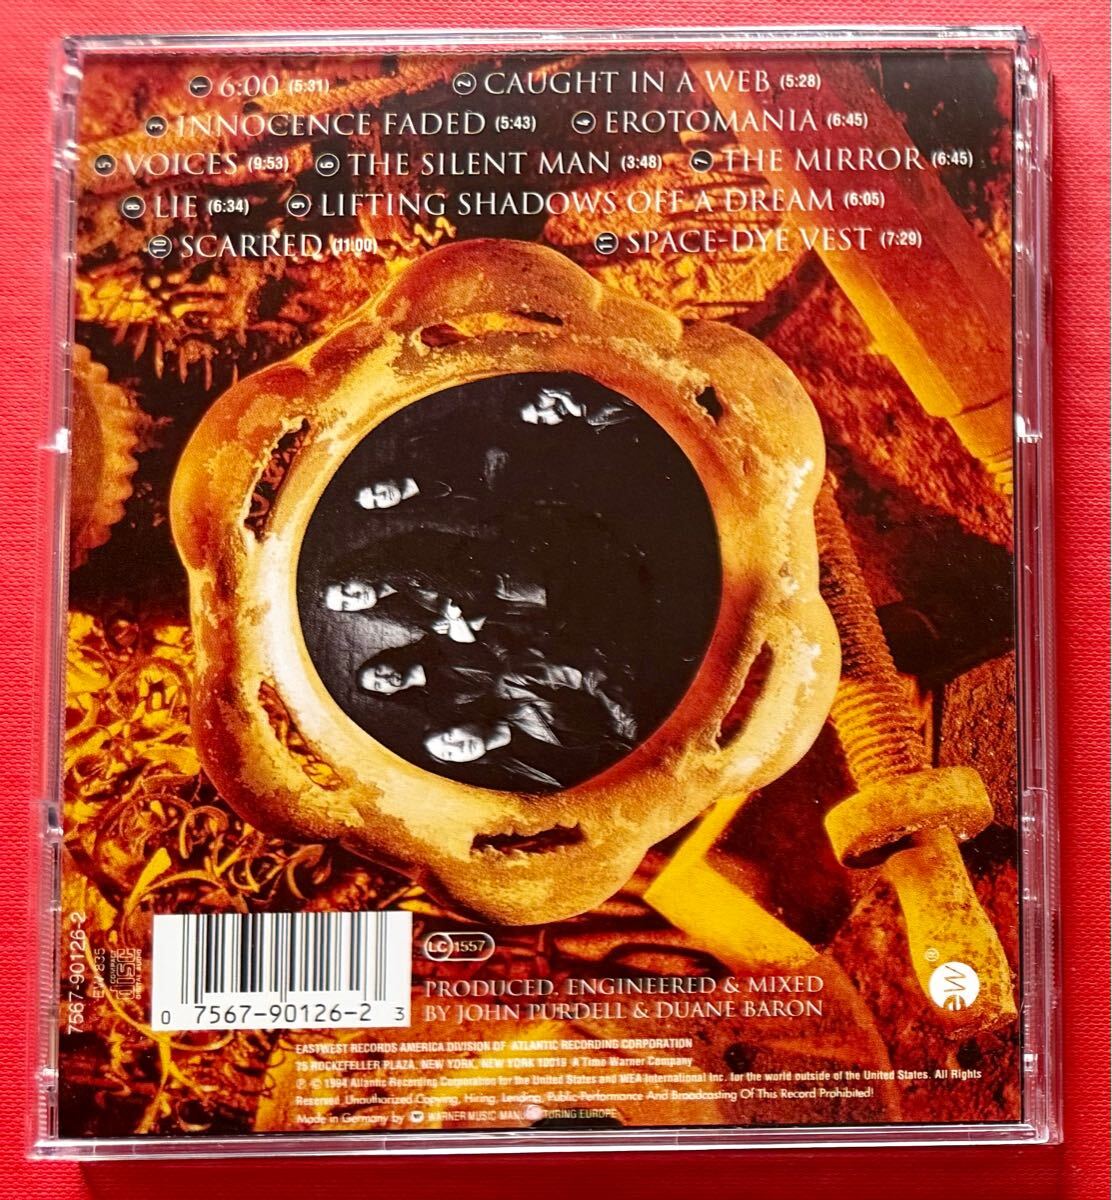 1 6:00 (5:31) 2 CAUGHT IN A WEB (5:28)
3 INNOCENCE FADED (5:43) 4 EROTOMANIA (6:45)
5 VOICES (9:53) 6 THE SILENT MAN (3:48) 7 THE MIRROR (6:45)
8 LIE (6:34) 9 LIFTING SHADOWS OFF A DREAM (6:05)
10 SCARRED (11:00) 11 SPACE-DYE VEST (7:29)
7567-90126-2
EW 835
COMPACT
disc
DIGITAL AUDIO
0 7567-90126-2 3
LC 1557
PRODUCED, ENGINEERED & MIXED
BY JOHN PURDELL & DUANE BARON
ew®
EASTWEST RECORDS AMERICA DIVISION OF ATLANTIC RECORDING CORPORATION
75 ROCKEFELLER PLAZA, NEW YORK, NEW YORK 10019 A Time Warner Company
℗ © 1994 Atlantic Recording Corporation for the United States and WEA International Inc. for the world outside of the United States. All Rights
Reserved. Unauthorized Copying, Hiring, Lending, Public Performance And Broadcasting Of This Record Prohibited!
Made in Germany by WARNER MUSIC MANUFACTURING EUROPE